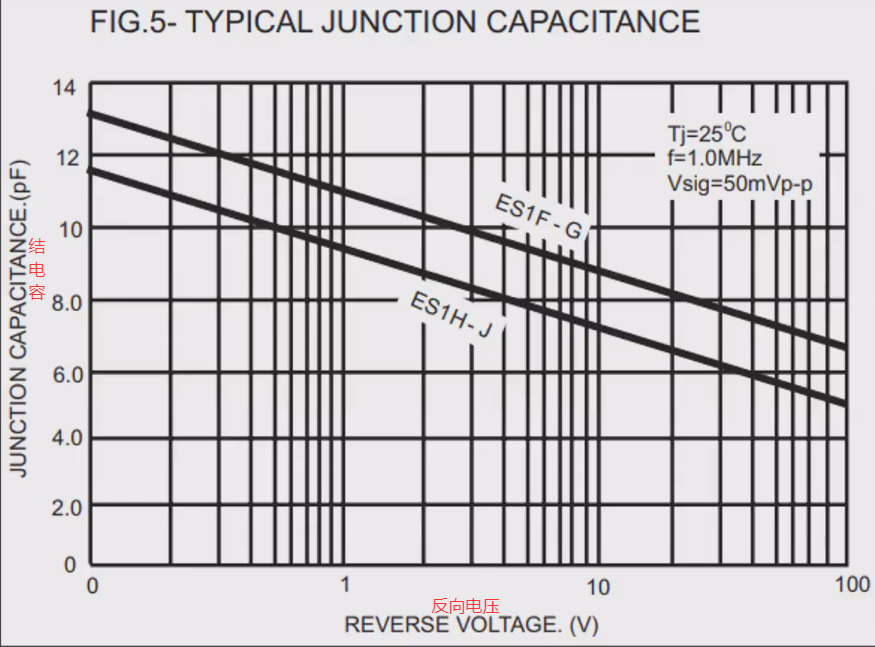 FIG.5- TYPICAL JUNCTION CAPACITANCE
14
12
10
8.0
6.0
4.0
2.0
0
JUNCTION CAPACITANCE.(pF)
结电容
Tj=25⁰C
f=1.0MHz
Vsig=50mVp-p
ES1F - G
ES1H - J
0 1 10 100
反向电压
REVERSE VOLTAGE. (V)